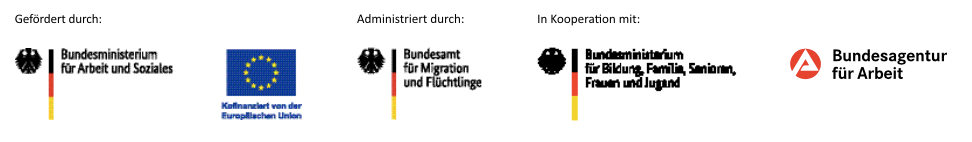 Gefördert durch:
Bundesministerium
für Arbeit und Soziales
Kofinanziert von der
Europäischen Union
Administriert durch:
Bundesamt
für Migration
und Flüchtlinge
In Kooperation mit:
Bundesministerium
für Bildung, Familie, Senioren,
Frauen und Jugend
Bundesagentur
für Arbeit